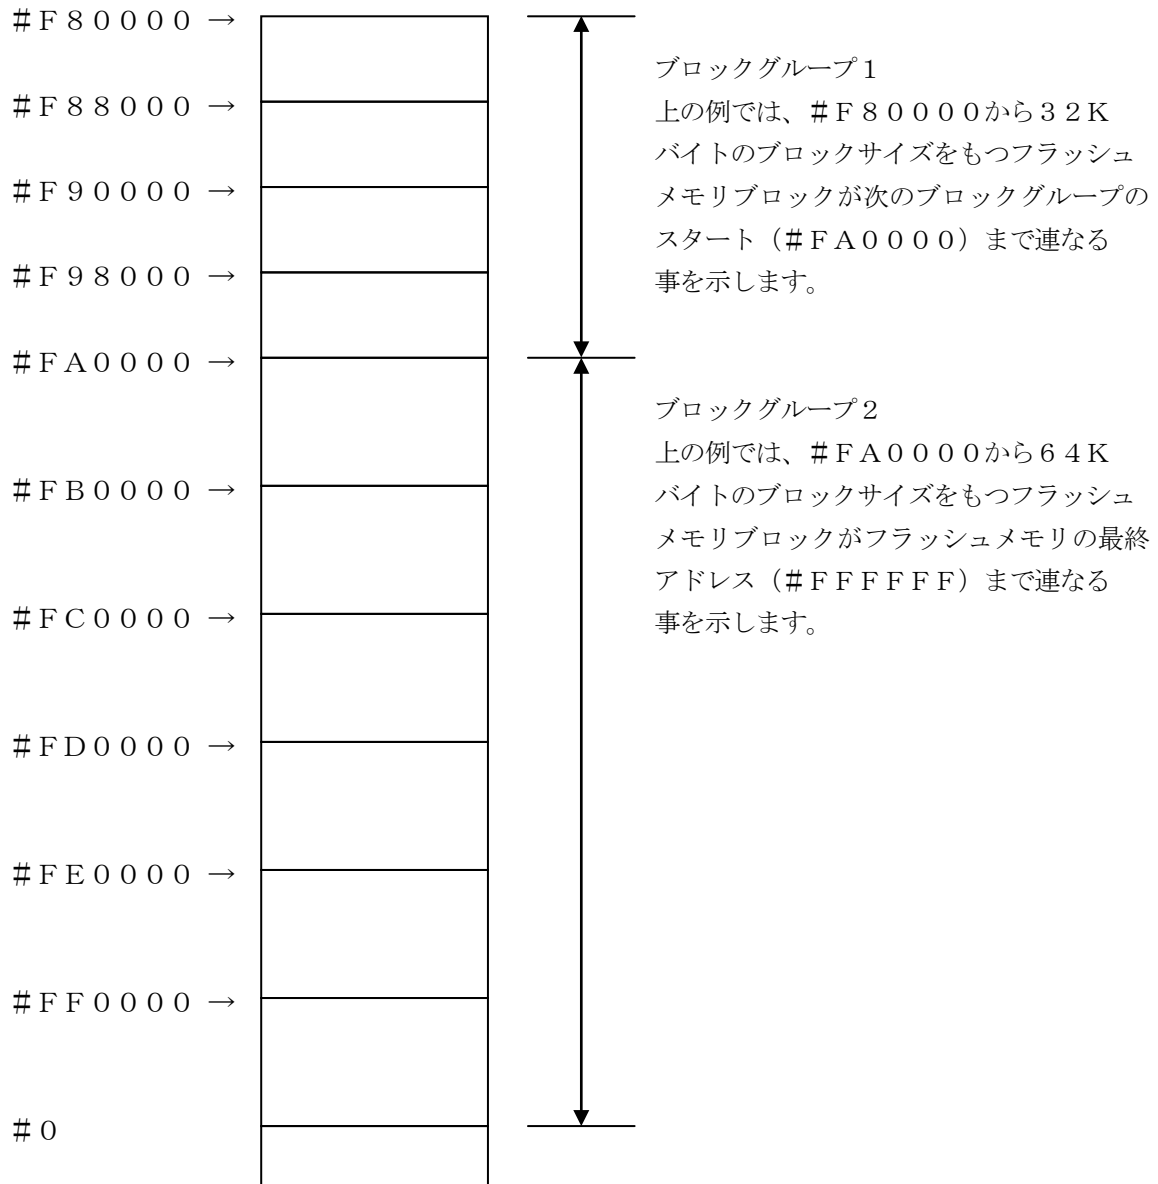 ＃Ｆ８００００ →
ブロックグループ１
＃Ｆ８８０００ →
上の例では、＃Ｆ８００００から３２Ｋ
バイトのブロックサイズをもつフラッシュ
＃Ｆ９００００ →
メモリブロックが次のブロックグループの
スタート（＃ＦＡ００００）まで連なる
＃Ｆ９８０００ →
事を示します。
＃ＦＡ００００ →
ブロックグループ２
上の例では、＃ＦＡ００００から６４Ｋ
＃ＦＢ００００ →
バイトのブロックサイズをもつフラッシュ
メモリブロックがフラッシュメモリの最終
アドレス（＃ＦＦＦＦＦＦ）まで連なる
＃ＦＣ００００ →
事を示します。
＃ＦＤ００００ →
＃ＦＥ００００ →
＃ＦＦ００００ →
＃０